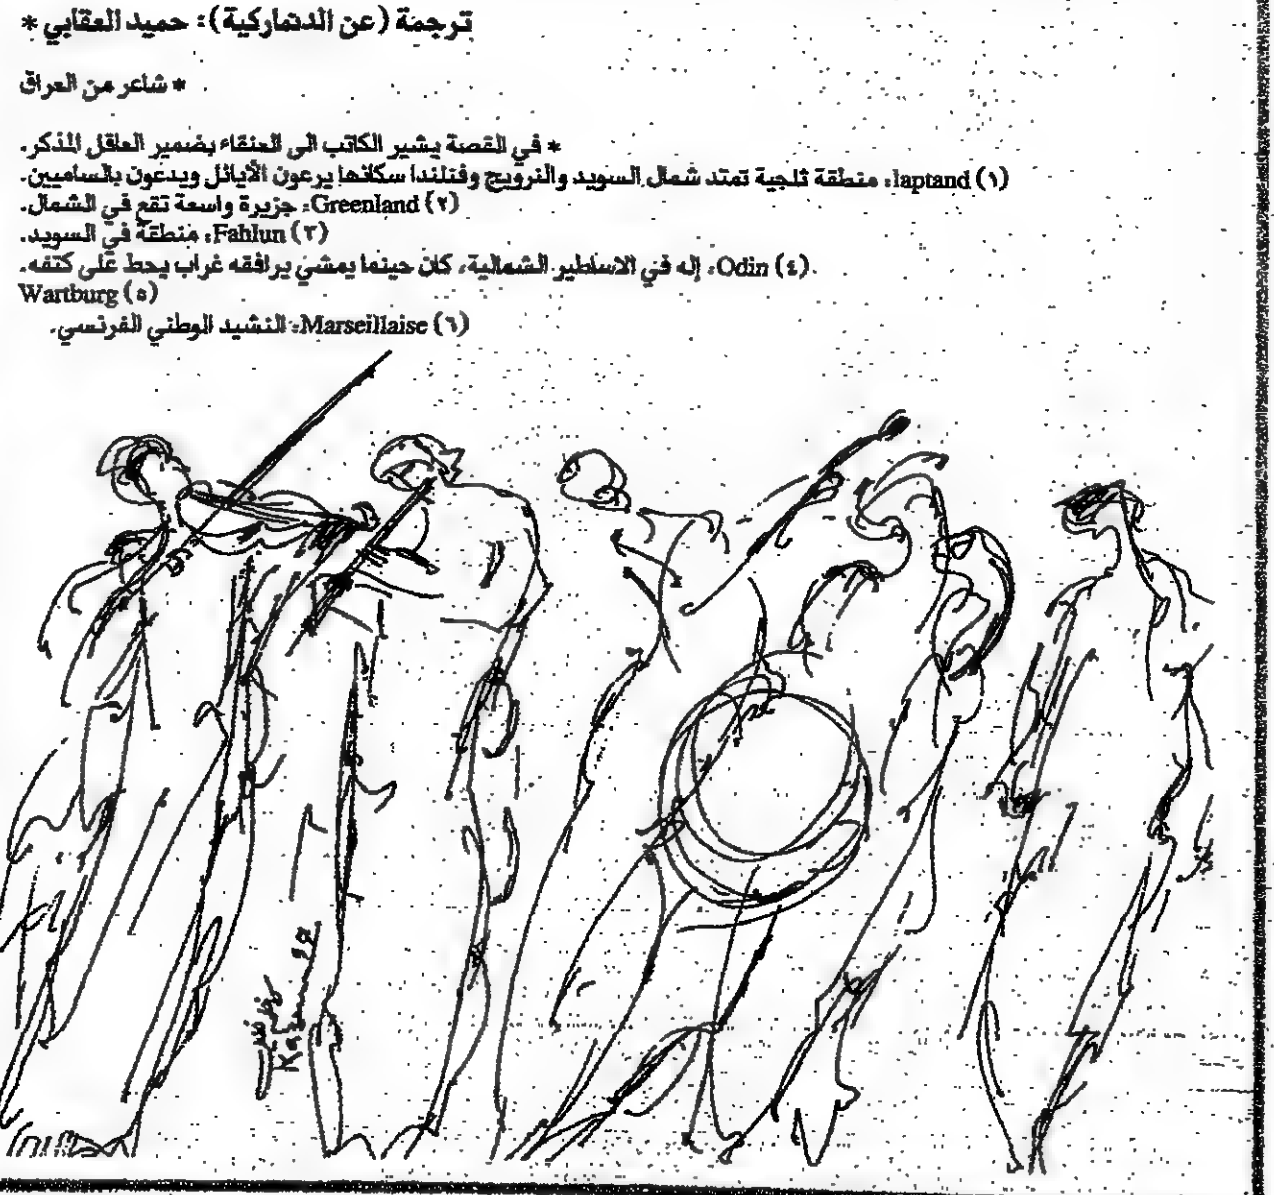 ترجمة (عن الدنماركية): حميد العقابي *
* شاعر من العراق
* في القصة يشير الكاتب الى العنقاء بضمير العاقل المذكر.
(١) laptand: منطقة ثلجية تمتد شمال السويد والنرويج وفنلندا سكانها يرعون الأيائل ويدعون بالساميين.
(٢) Greenland: جزيرة واسعة تقع في الشمال.
(٣) Fahlun: منطقة في السويد.
(٤) Odin: إله في الاساطير الشمالية، كان حينما يمشي يرافقه غراب يحط على كتفه.
(٥) Wartburg
(٦) Marseillaise: النشيد الوطني الفرنسي.